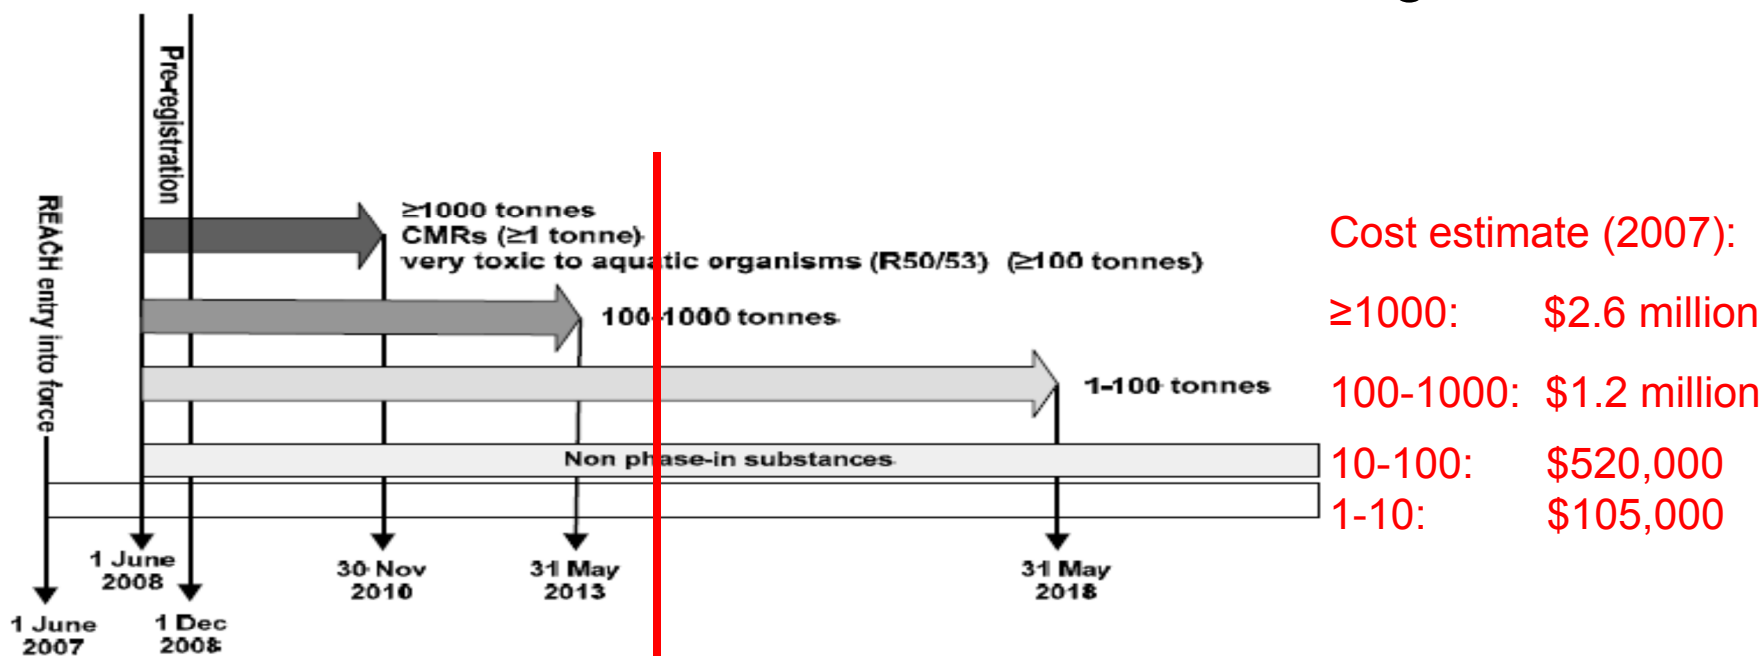 Pre-registration
REACH entry into force
≥1000 tonnes
CMRs (≥1 tonne)
very toxic to aquatic organisms (R50/53) (≥100 tonnes)
100-1000 tonnes
1-100 tonnes
Non phase-in substances
1 June
2008
30 Nov
2010
31 May
2013
31 May
2018
1 June
2007
1 Dec
2008
Cost estimate (2007):
≥1000: $2.6 million
100-1000: $1.2 million
10-100: $520,000
1-10: $105,000